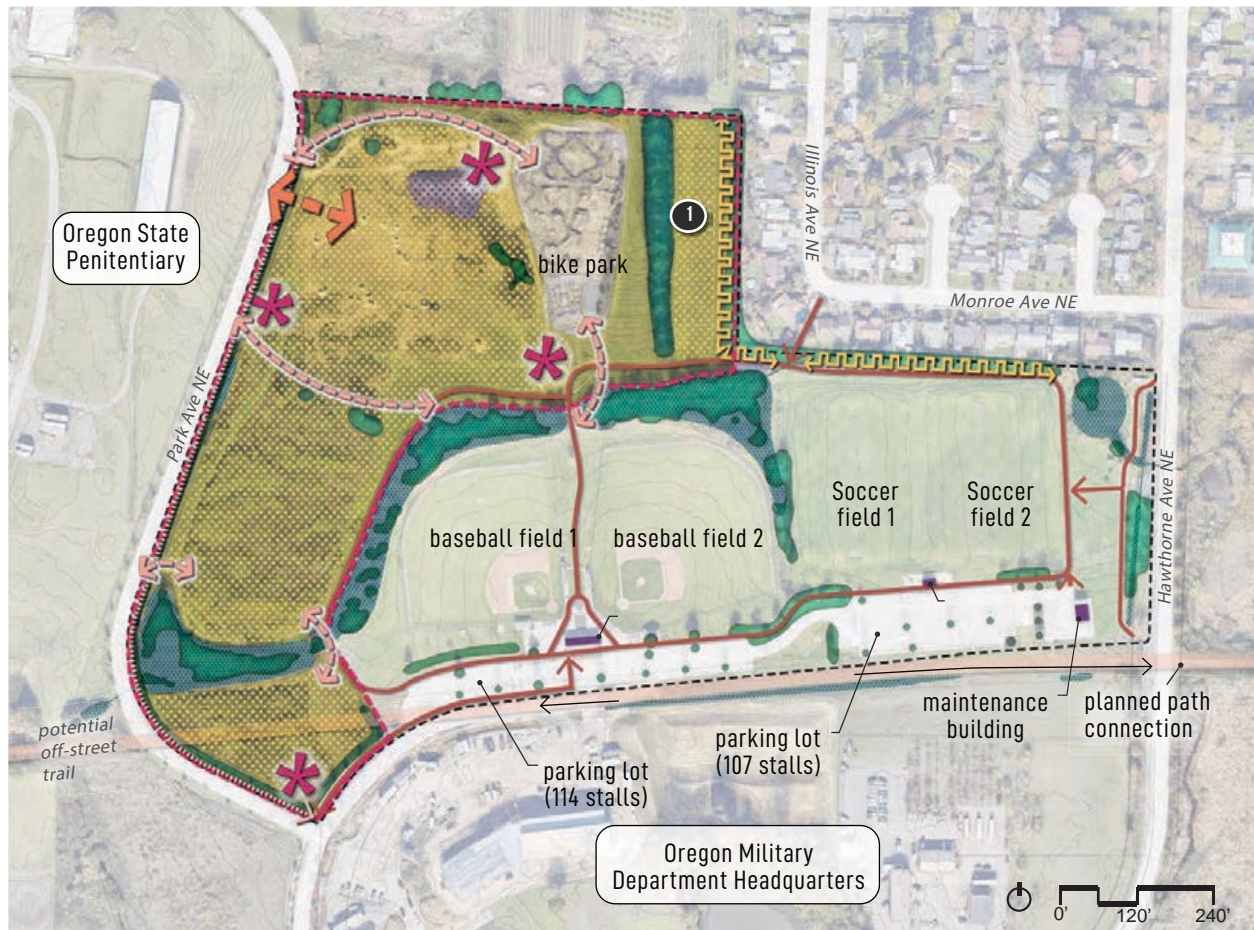 Oregon State
Penitentiary
1
bike park
Illinois Ave NE
Monroe Ave NE
Park Ave NE
Hawthorne Ave NE
baseball field 1
baseball field 2
Soccer
field 1
Soccer
field 2
potential
off-street
trail
parking lot
(114 stalls)
parking lot
(107 stalls)
maintenance
building
planned path
connection
Oregon Military
Department Headquarters
0'
120'
240'